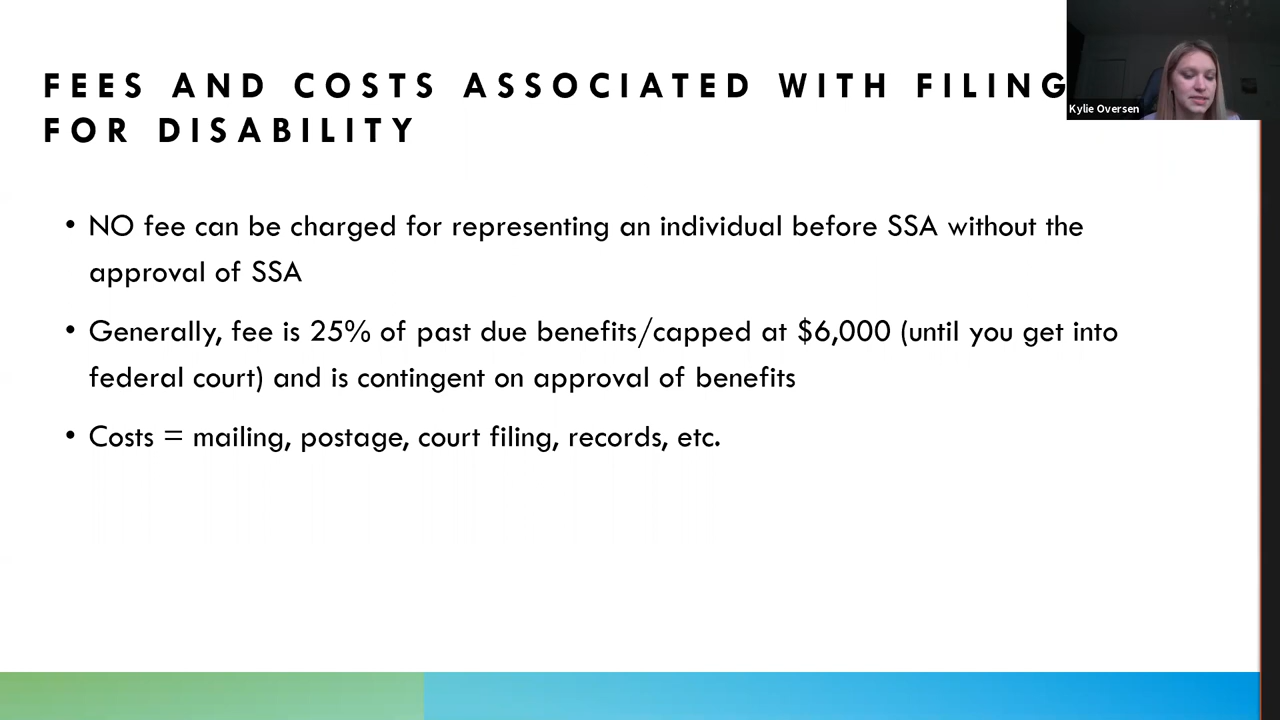 FEES AND COSTS ASSOCIATED WITH FILING
FOR DISABILITY
Kylie Oversen
• NO fee can be charged for representing an individual before SSA without the
approval of SSA
• Generally, fee is 25% of past due benefits/capped at $6,000 (until you get into
federal court) and is contingent on approval of benefits
• Costs = mailing, postage, court filing, records, etc.